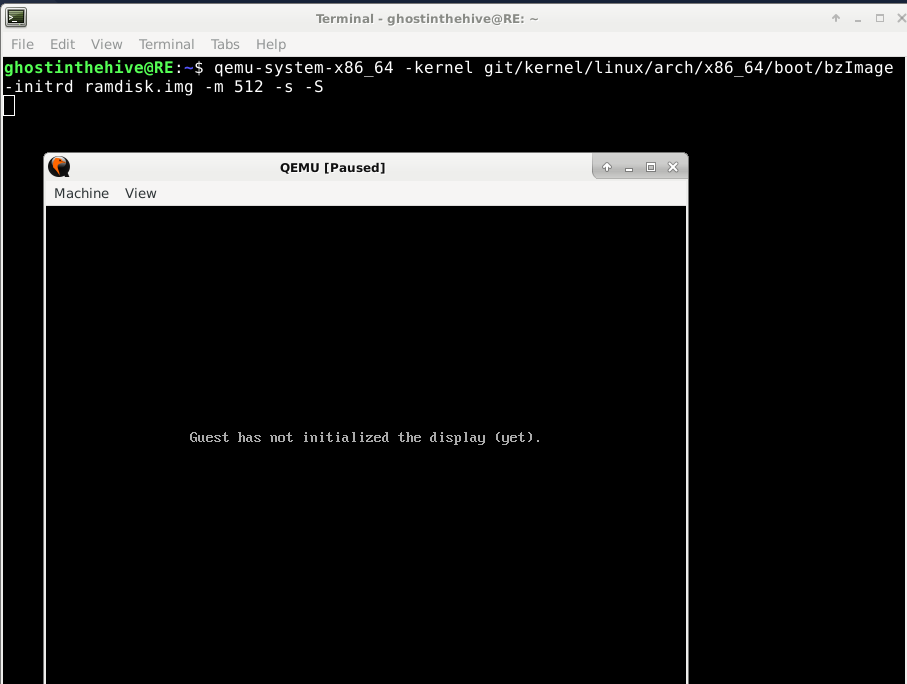 Terminal - ghostinthehive@RE: ~
File Edit View Terminal Tabs Help
ghostinthehive@RE:~$ qemu-system-x86_64 -kernel git/kernel/linux/arch/x86_64/boot/bzImage
-initrd ramdisk.img -m 512 -s -S
QEMU [Paused]
Machine View
Guest has not initialized the display (yet).